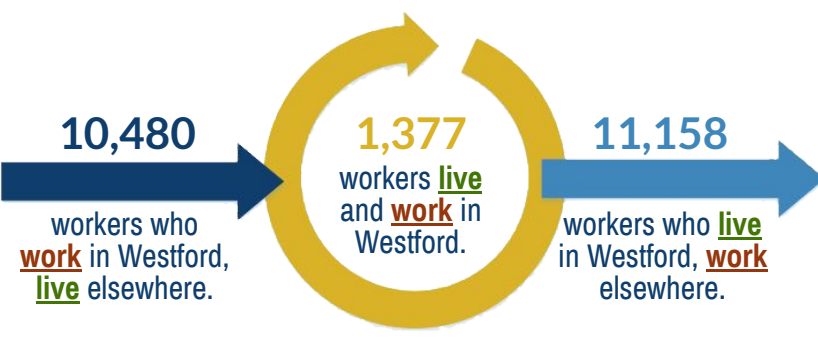 10,480
workers who
work in Westford,
live elsewhere.
1,377
workers live
and work in
Westford.
11,158
workers who live
in Westford, work
elsewhere.